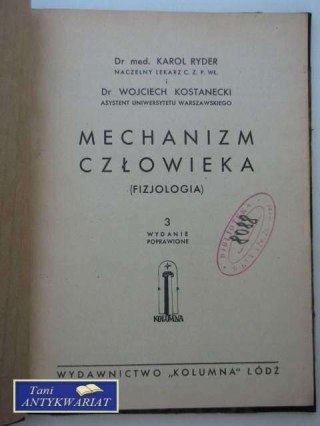 Dr med. KAROL RYDER
NACZELNY LEKARZ C. Z. P. WŁ.
i
Dr WOJCIECH KOSTANECKI
ASYSTENT UNIWERSYTETU WARSZAWSKIEGO
MECHANIZM
CZŁOWIEKA
(FIZJOLOGIA)
3
WYDANIE
POPRAWIONE
8088
KOLUMNA
WYDAWNICTWO „KOLUMNA" ŁÓDŹ
Tani
ANTYKWARIAT